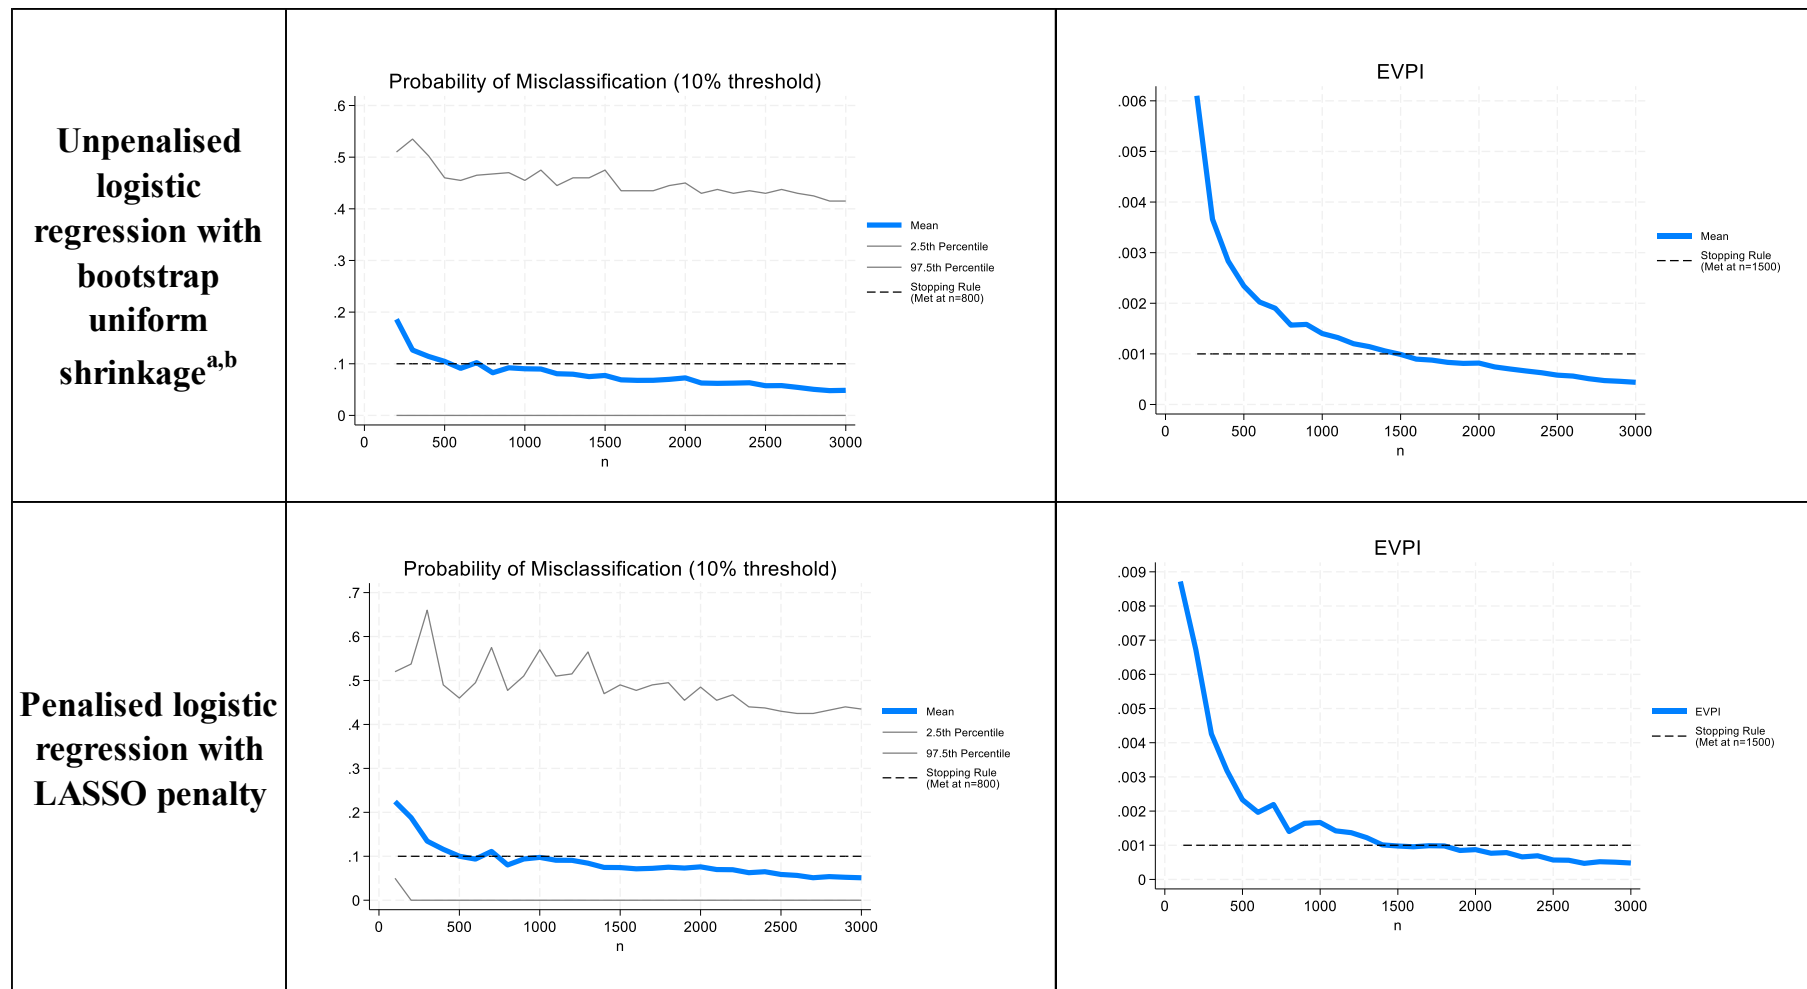 Unpenalised
logistic
regression with
bootstrap
uniform
shrinkagea,b
Probability of Misclassification (10% threshold)
.6
.5
.4
.3
.2
.1
0
0 500 1000 1500 2000 2500 3000
n
Mean
2.5th Percentile
97.5th Percentile
Stopping Rule
(Met at n=800)
EVPI
.006
.005
.004
.003
.002
.001
0
0 500 1000 1500 2000 2500 3000
n
Mean
Stopping Rule
(Met at n=1500)
Penalised logistic
regression with
LASSO penalty
Probability of Misclassification (10% threshold)
.7
.6
.5
.4
.3
.2
.1
0
0 500 1000 1500 2000 2500 3000
n
Mean
2.5th Percentile
97.5th Percentile
Stopping Rule
(Met at n=800)
EVPI
.009
.008
.007
.006
.005
.004
.003
.002
.001
0
0 500 1000 1500 2000 2500 3000
n
EVPI
Stopping Rule
(Met at n=1500)